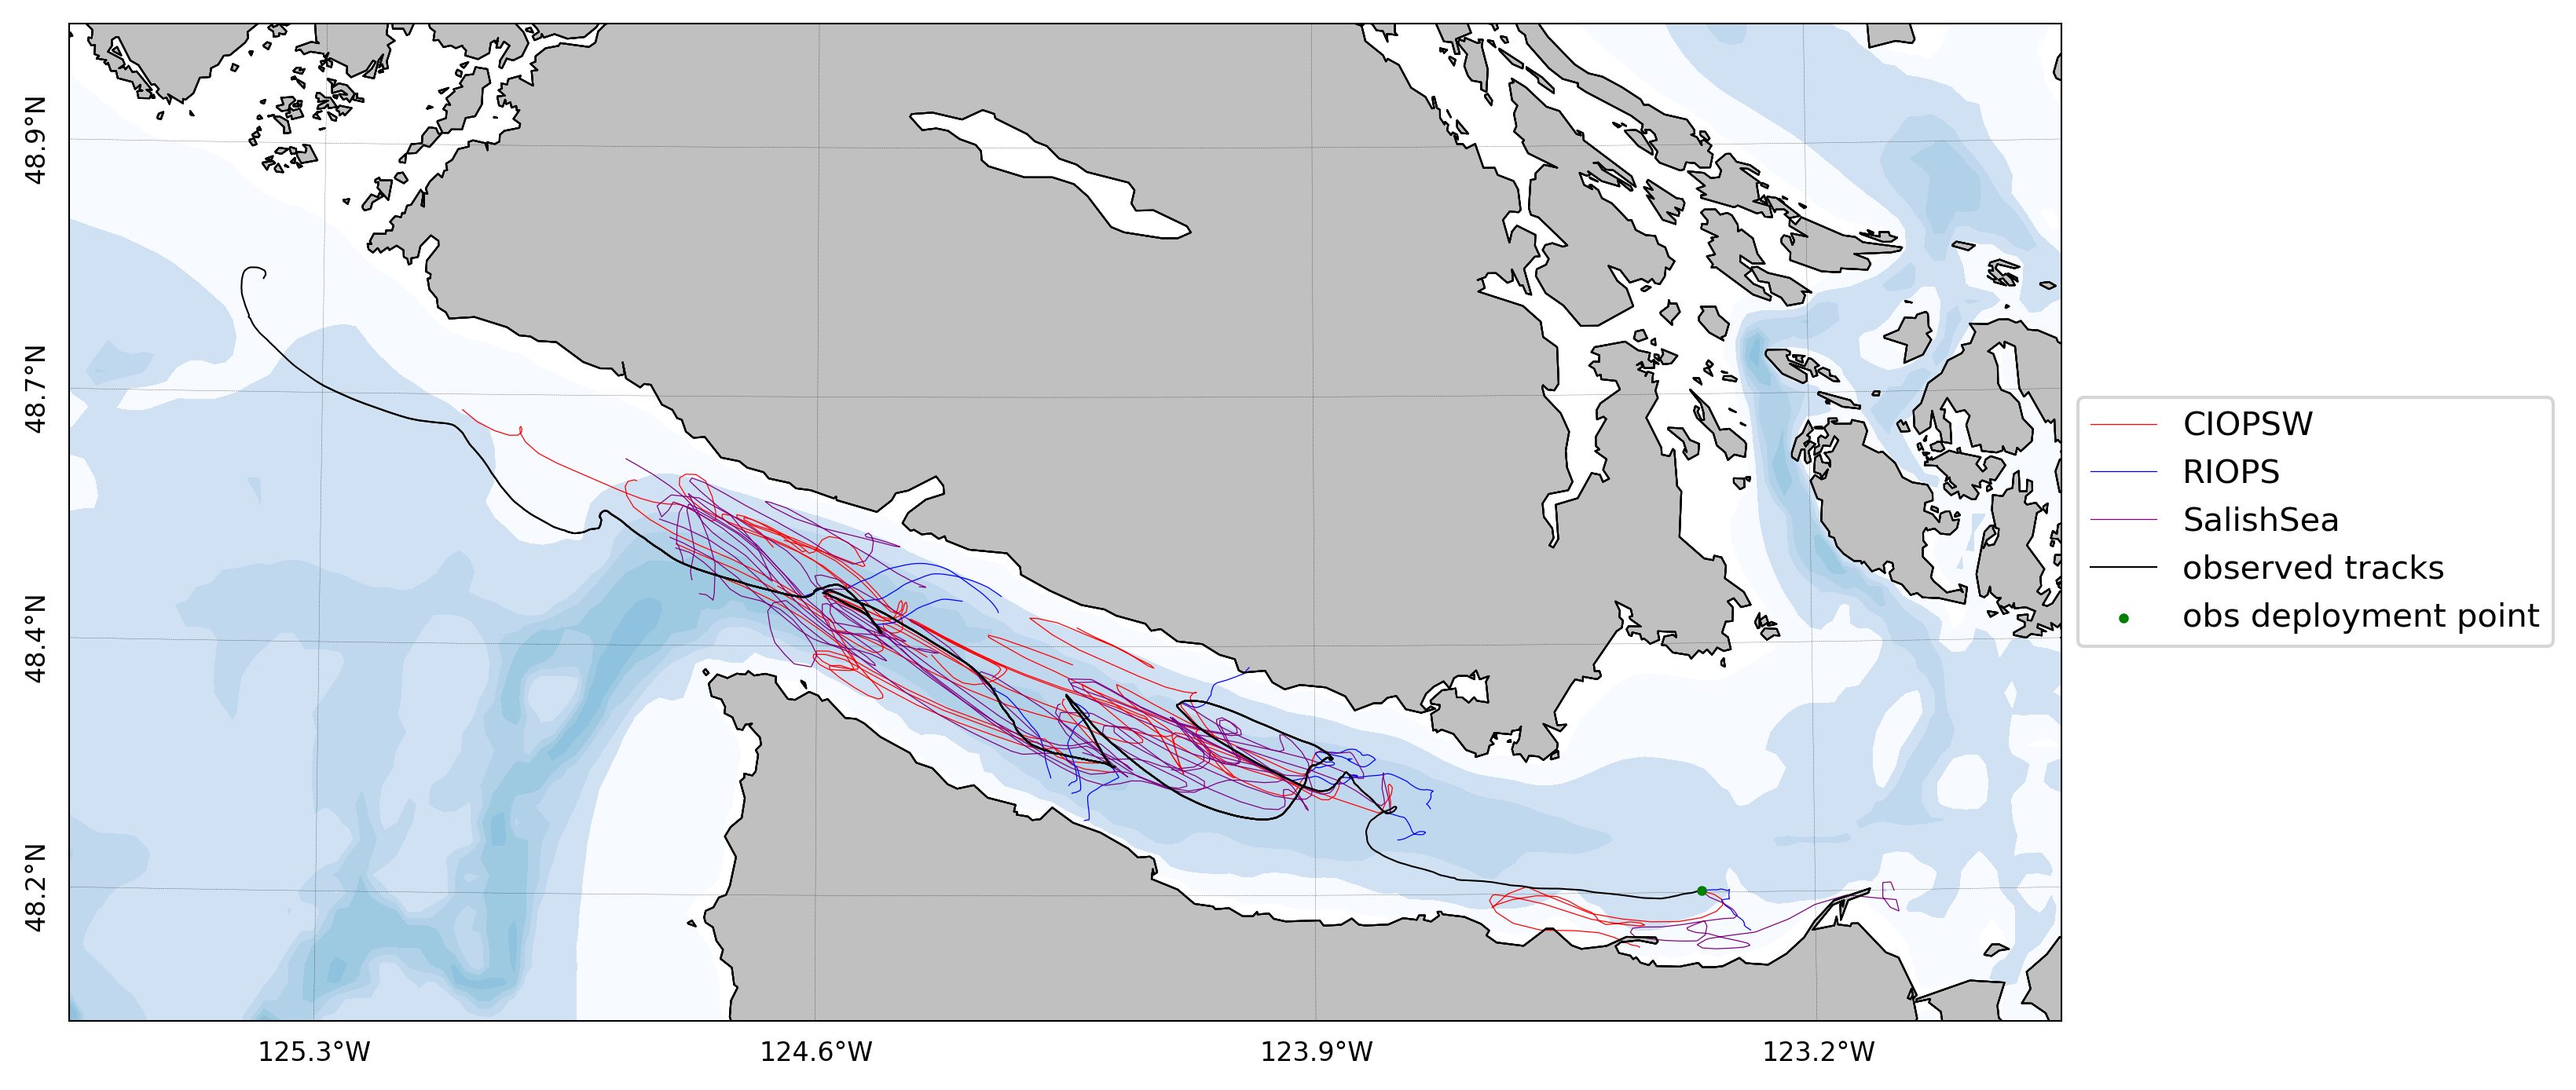 48.9°N
48.7°N
48.4°N
48.2°N
125.3°W
124.6°W
123.9°W
123.2°W
CIOPSW
RIOPS
SalishSea
observed tracks
obs deployment point